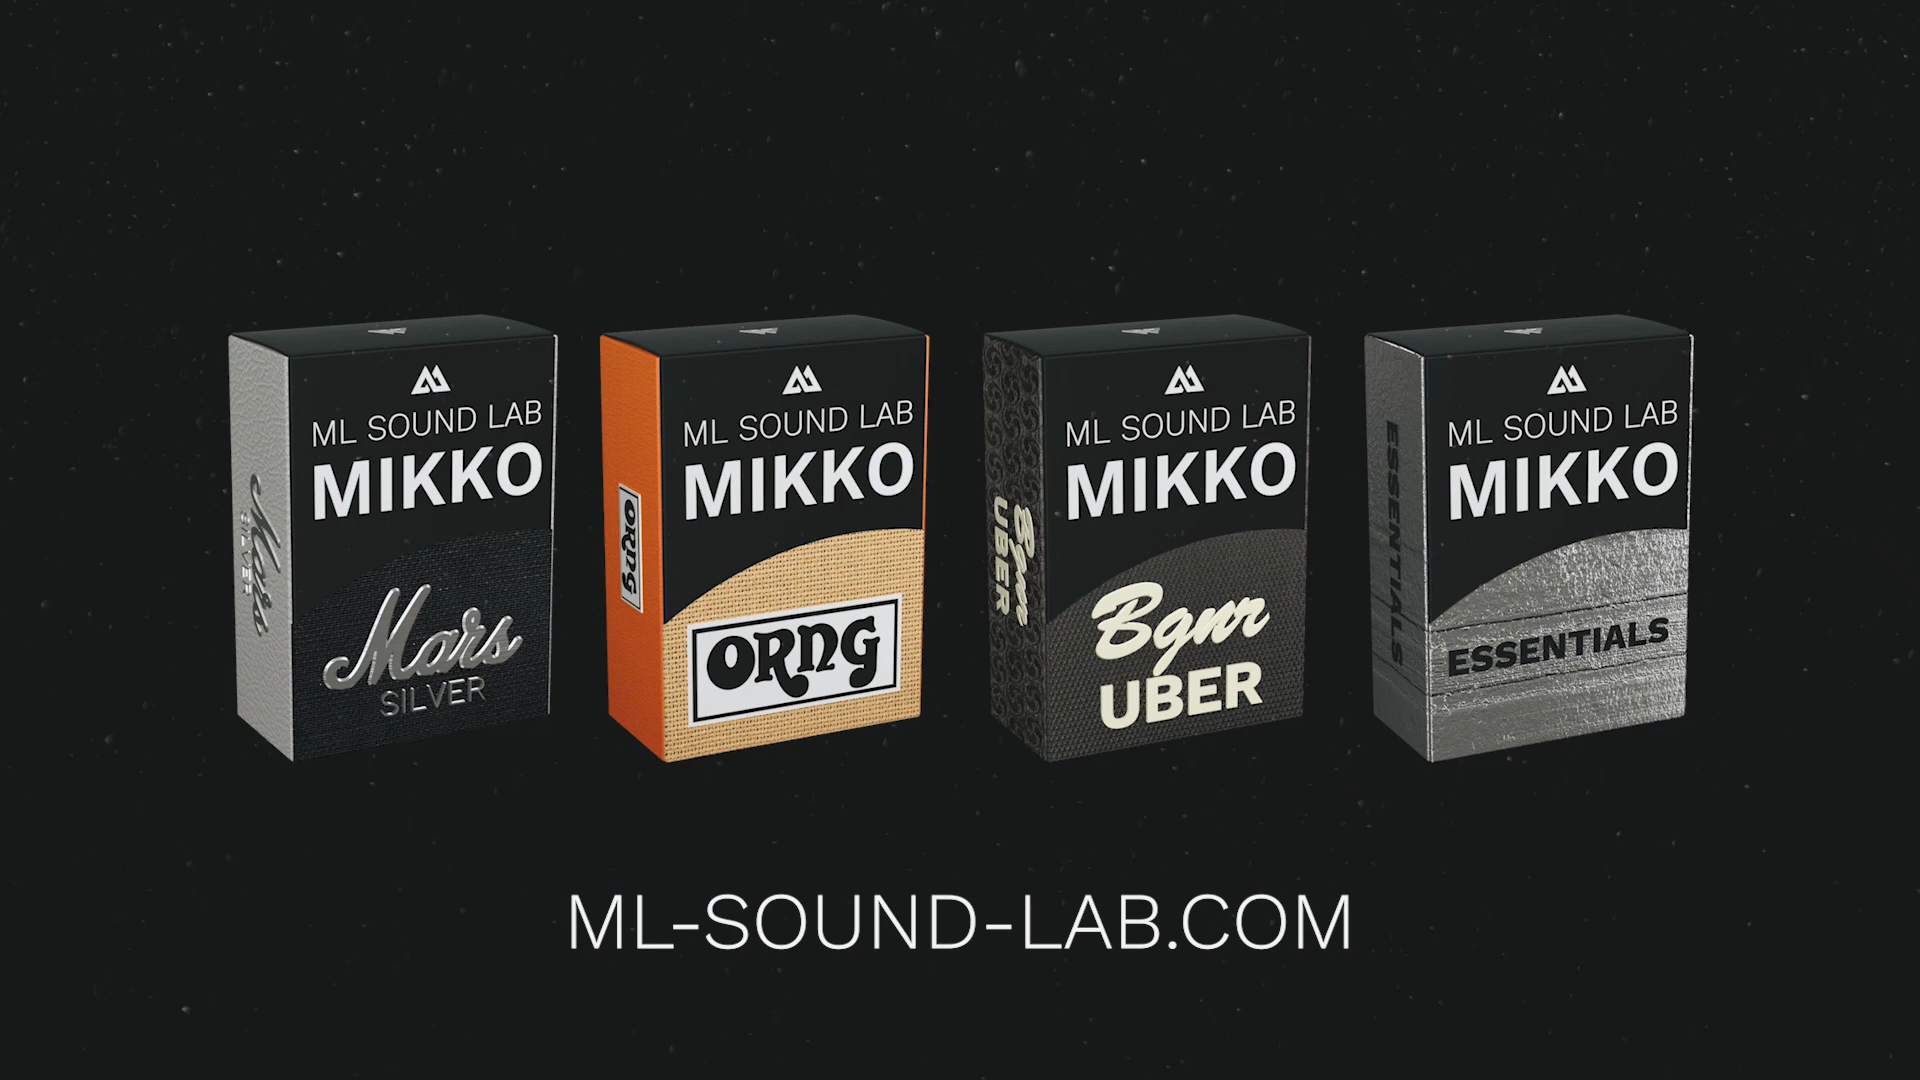 ML SOUND LAB
MIKKO
Mars
SILVER
Mars
SILVER
ML SOUND LAB
MIKKO
ORNG
ORNG
ML SOUND LAB
MIKKO
Bgnr
UBER
Bgnr
UBER
ML SOUND LAB
MIKKO
ESSENTIALS
ESSENTIALS
ML-SOUND-LAB.COM